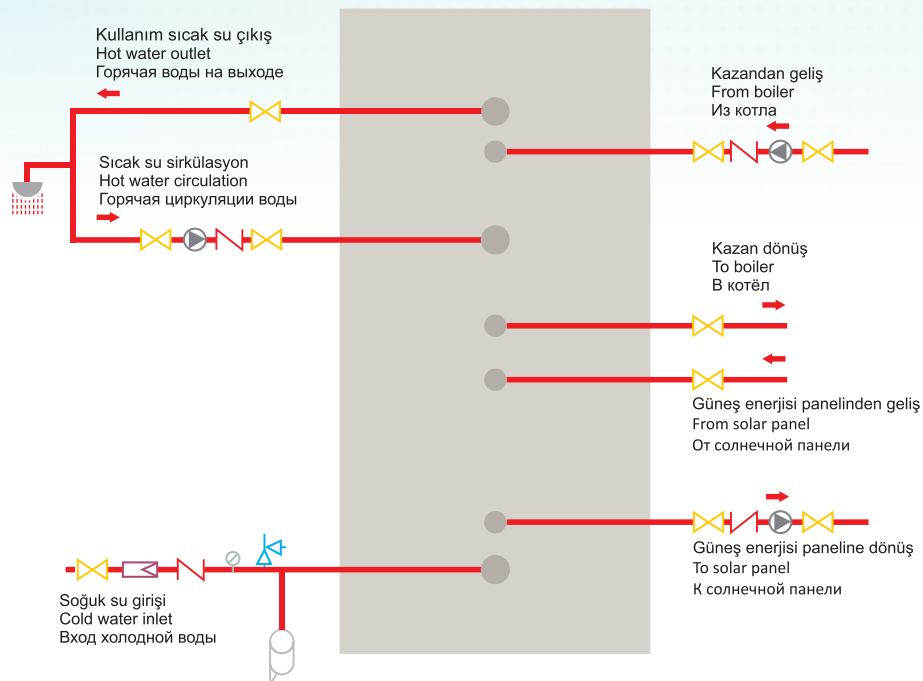 Kullanım sıcak su çıkış
Hot water outlet
Горячая воды на выходе
Kazandan geliş
From boiler
Из котла
Sıcak su sirkülasyon
Hot water circulation
Горячая циркуляции воды
Kazan dönüş
To boiler
В котёл
Güneş enerjisi panelinden geliş
From solar panel
От солнечной панели
Güneş enerjisi paneline dönüş
To solar panel
К солнечной панели
Soğuk su girişi
Cold water inlet
Вход холодной воды